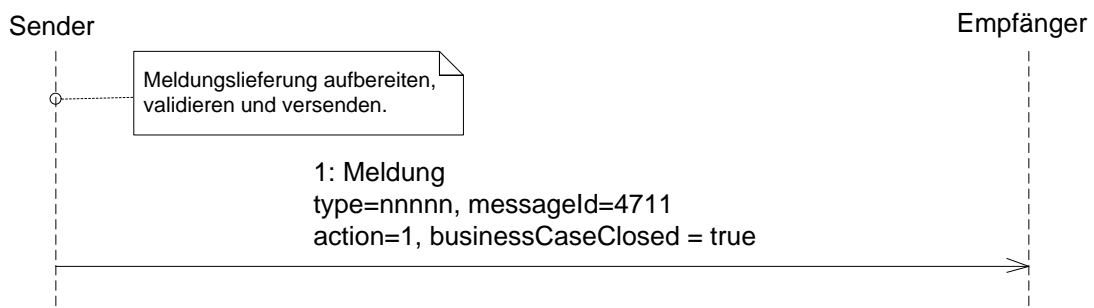 Sender
Empfänger
Meldungslieferung aufbereiten,
validieren und versenden.
1: Meldung
type=nnnnn, messageId=4711
action=1, businessCaseClosed = true